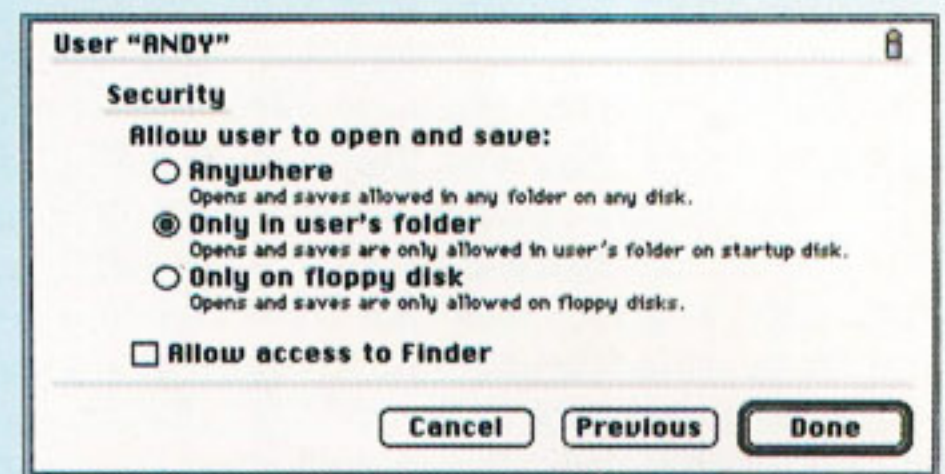 User “ANDY”
Security
Allow user to open and save:
Anywhere
Opens and saves allowed in any folder on any disk.
Only in user's folder
Opens and saves are only allowed in user's folder on startup disk.
Only on floppy disk
Opens and saves are only allowed on floppy disks.
Allow access to Finder
Cancel Previous Done